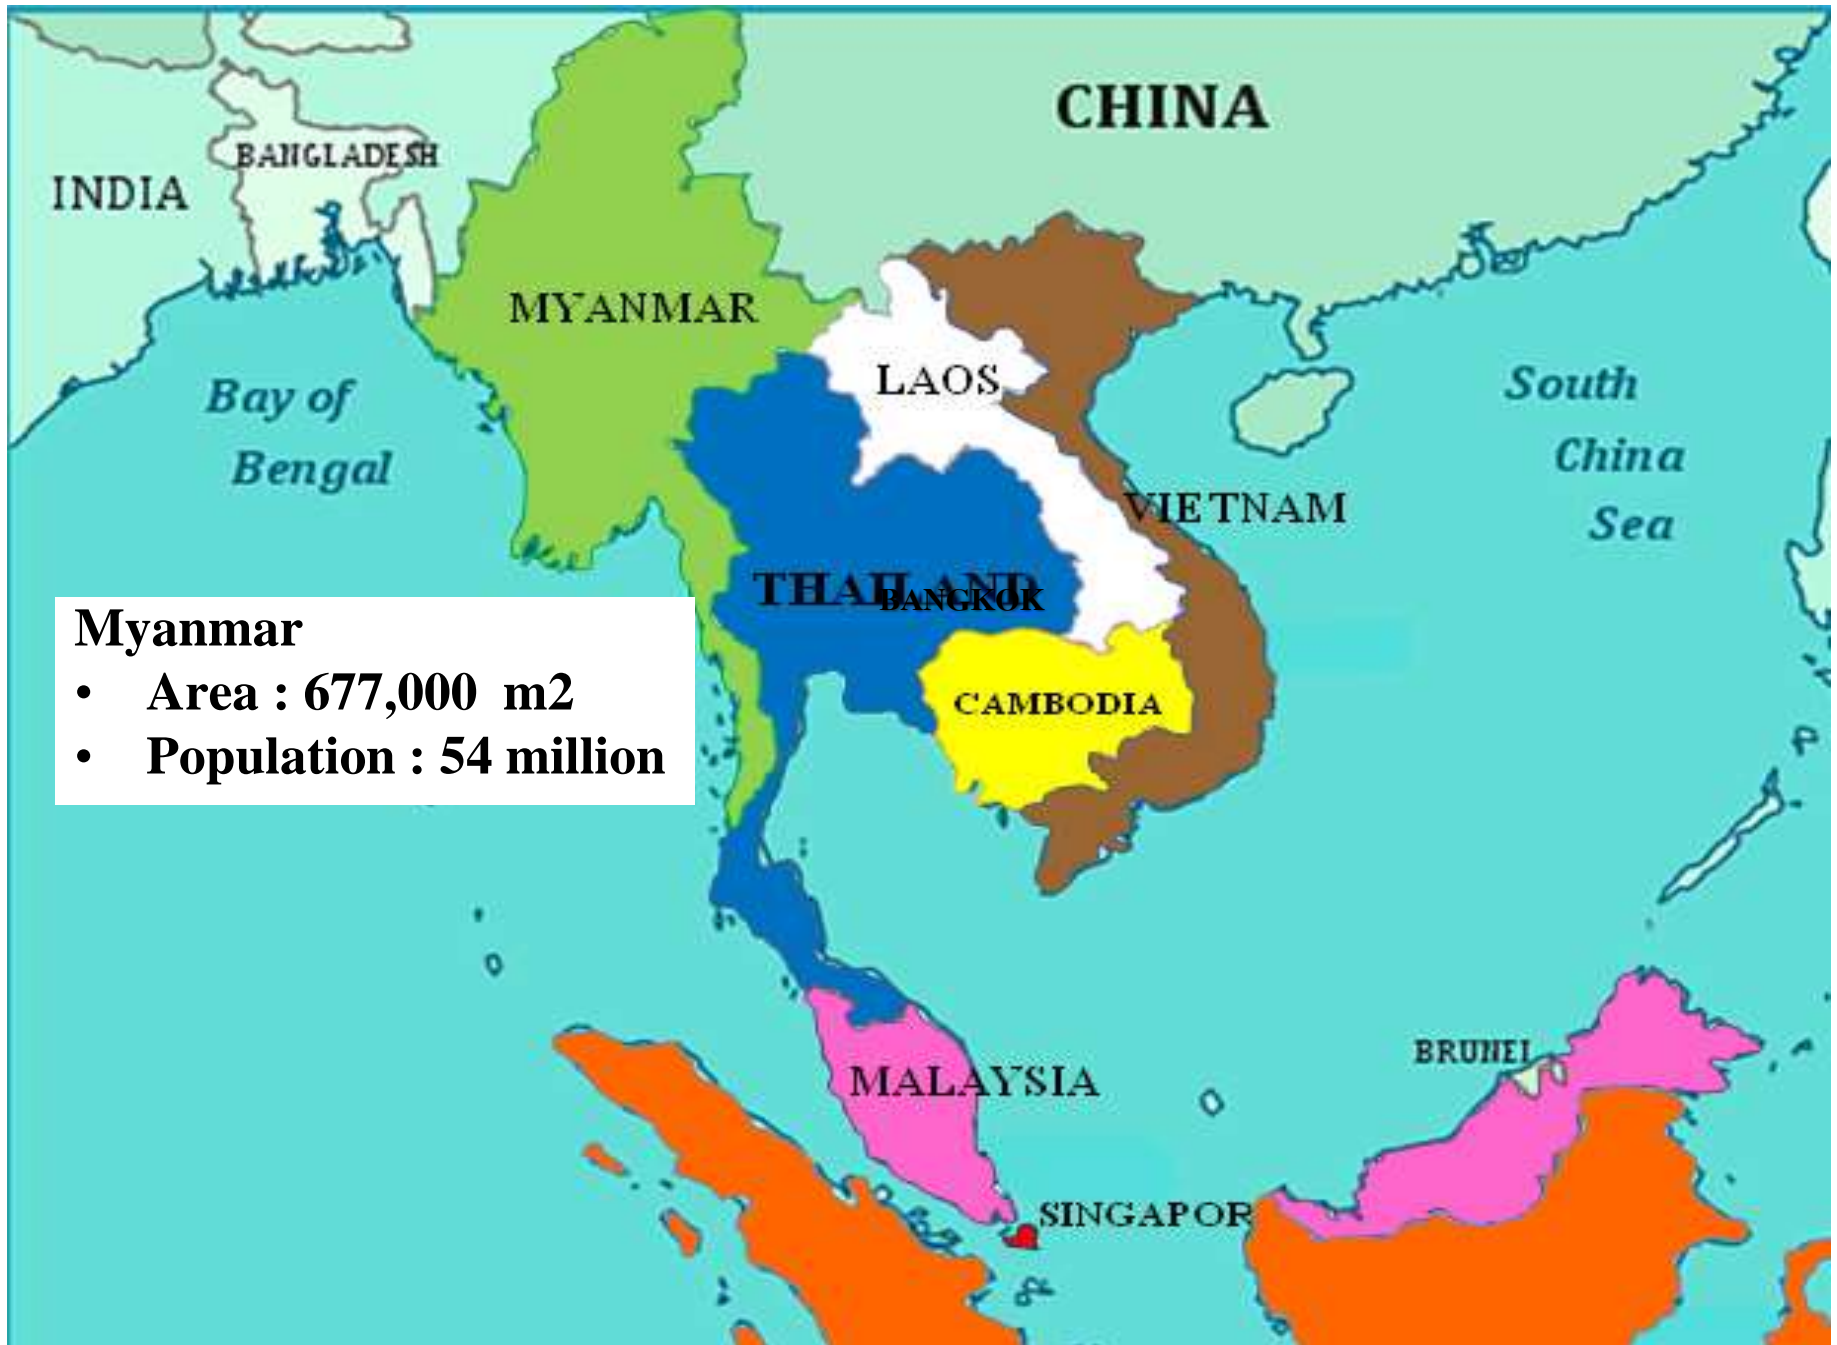 CHINA
BANGLADESH
INDIA
MYANMAR
LAOS
Bay of
Bengal
South
China
Sea
VIETNAM
THAILAND
BANGKOK
Myanmar
• Area : 677,000 m2
• Population : 54 million
CAMBODIA
BRUNEI
MALAYSIA
SINGAPOR